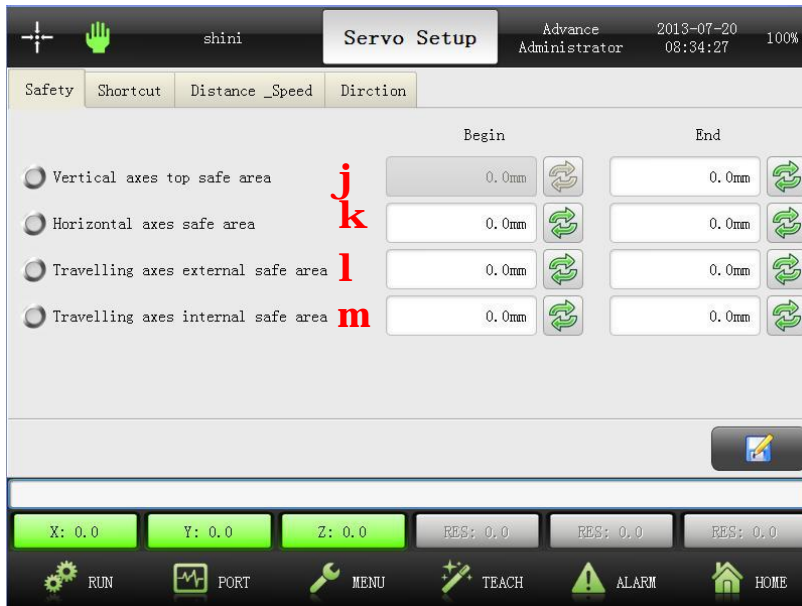 shini Servo Setup Advance Administrator 2013-07-20 08:34:27 100%
Safety Shortcut Distance _Speed Dirction
Begin End
Vertical axes top safe area j 0.0mm 0.0mm
Horizontal axes safe area k 0.0mm 0.0mm
Travelling axes external safe area l 0.0mm 0.0mm
Travelling axes internal safe area m 0.0mm 0.0mm
X: 0.0 Y: 0.0 Z: 0.0 RES: 0.0 RES: 0.0 RES: 0.0
RUN PORT MENU TEACH ALARM HOME